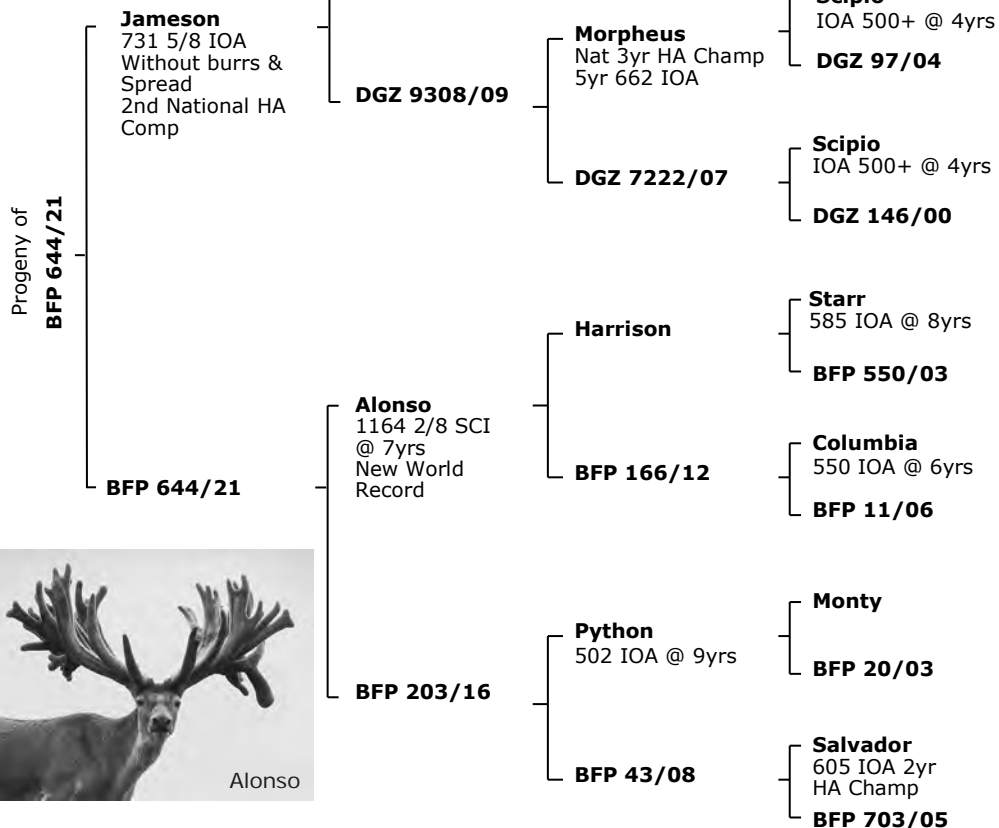 Progeny of
BFP 644/21
Jameson
731 5/8 IOA
Without burrs &
Spread
2nd National HA
Comp
BFP 644/21
DGZ 9308/09
Alonso
1164 2/8 SCI
@ 7yrs
New World
Record
BFP 203/16
Morpheus
Nat 3yr HA Champ
5yr 662 IOA
DGZ 7222/07
Harrison
BFP 166/12
Python
502 IOA @ 9yrs
BFP 43/08
Scipio
IOA 500+ @ 4yrs
DGZ 97/04
Scipio
IOA 500+ @ 4yrs
DGZ 146/00
Starr
585 IOA @ 8yrs
BFP 550/03
Columbia
550 IOA @ 6yrs
BFP 11/06
Monty
BFP 20/03
Salvador
605 IOA 2yr
HA Champ
BFP 703/05
Alonso